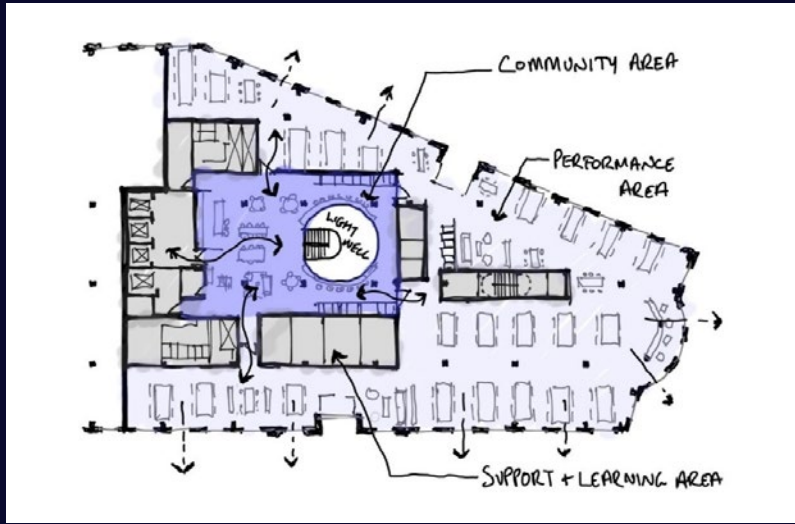 COMMUNITY AREA
PERFORMANCE
AREA
LIGHT
WELL
SUPPORT + LEARNING AREA